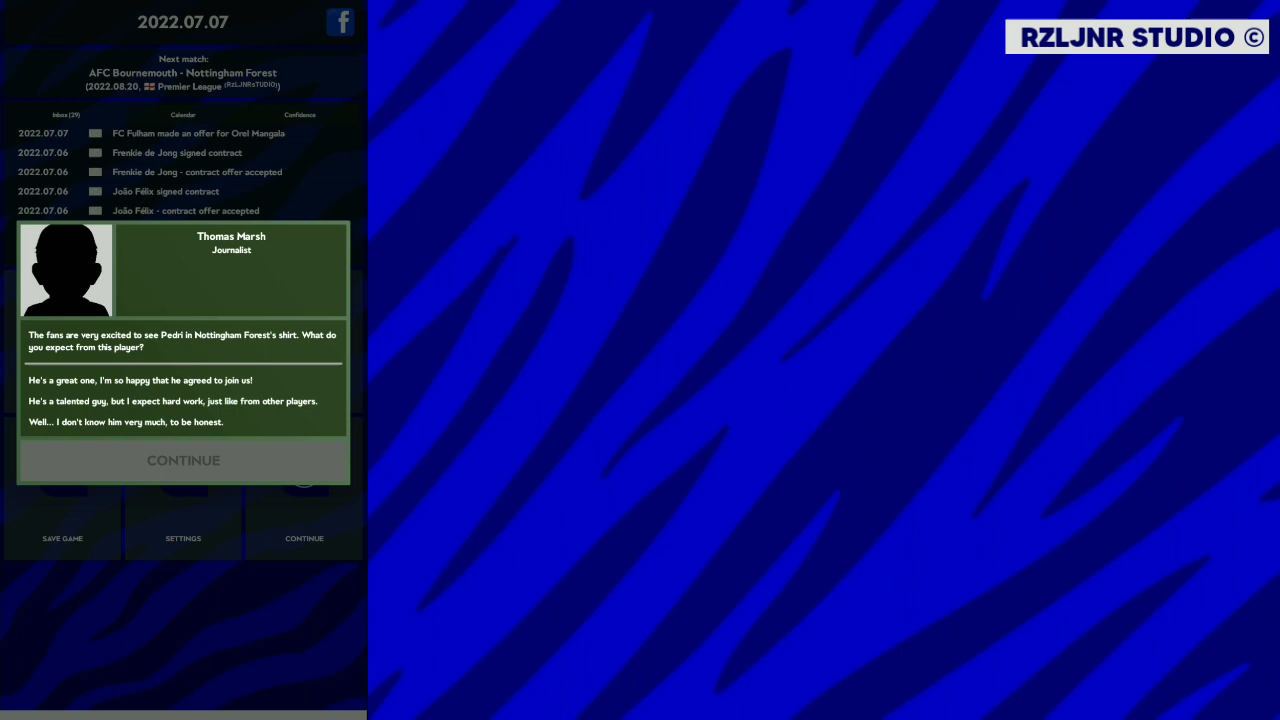 2022.07.07
f
RZLJNR STUDIO ©
Next match:
AFC Bournemouth - Nottingham Forest
(2022.08.20, Premier League (RzLJNRsTUDIO))
Inbox (29) Calendar Confidence
2022.07.07 FC Fulham made an offer for Orel Mangala
2022.07.06 Frenkie de Jong signed contract
2022.07.06 Frenkie de Jong - contract offer accepted
2022.07.06 João Félix signed contract
2022.07.06 João Félix - contract offer accepted
Thomas Marsh
Journalist
The fans are very excited to see Pedri in Nottingham Forest's shirt. What do
you expect from this player?
He's a great one, I'm so happy that he agreed to join us!
He's a talented guy, but I expect hard work, just like from other players.
Well... I don't know him very much, to be honest.
CONTINUE
SAVE GAME SETTINGS CONTINUE